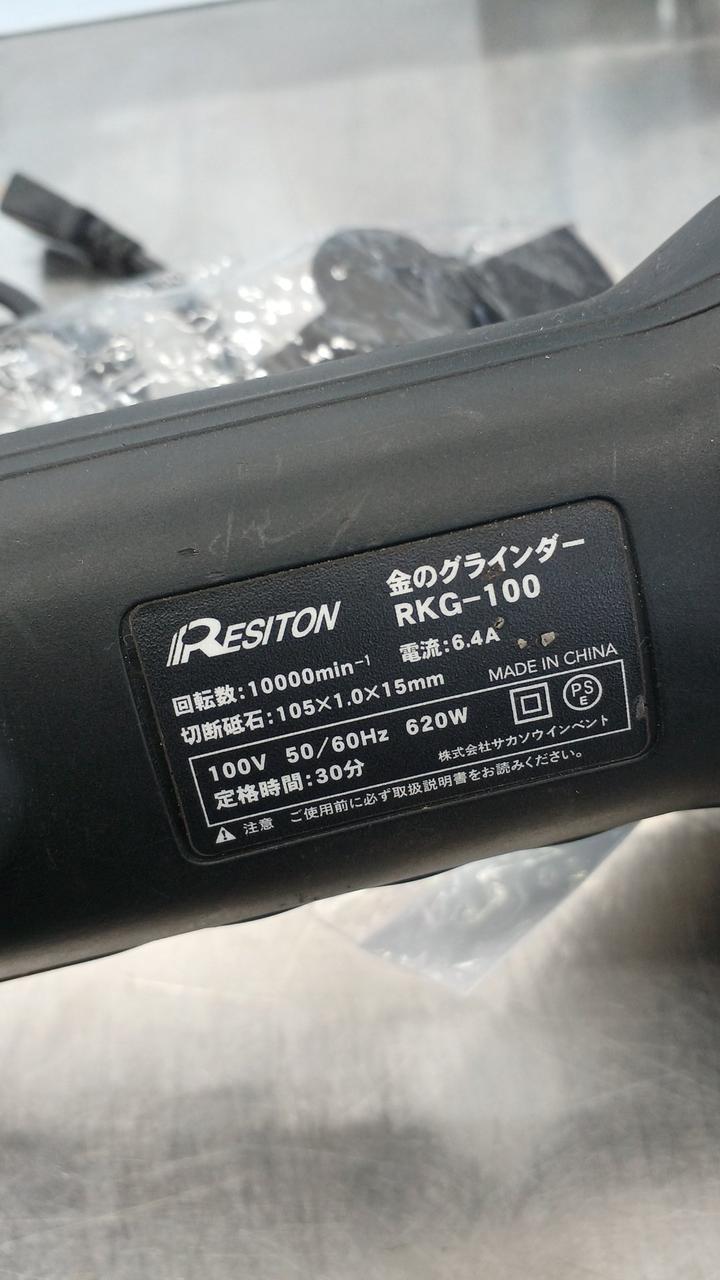 RESITON
金のグラインダー
RKG-100
回転数:10000min⁻¹
電流:6.4A
切断砥石:105×1.0×15mm
MADE IN CHINA
100V 50/60Hz 620W
PSE
定格時間:30分
株式会社サカソウインベント
注意 ご使用前に必ず取扱説明書をお読みください。